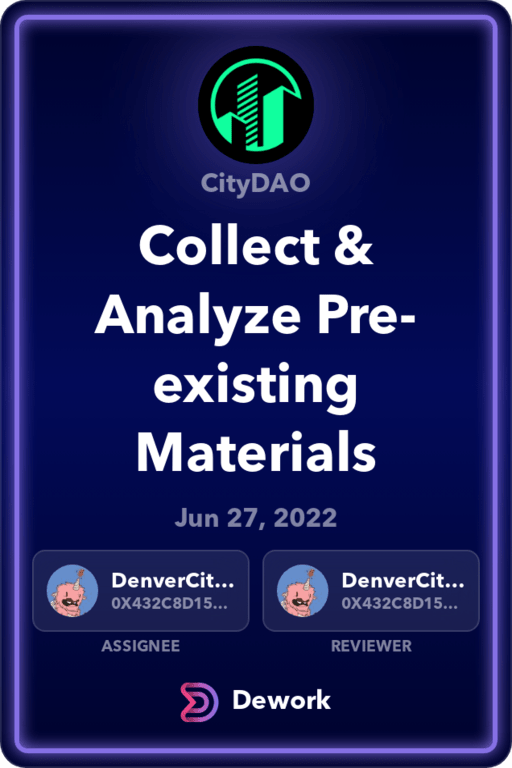 CityDAO
Collect &
Analyze Pre-
existing
Materials
Jun 27, 2022
DenverCit...
0X432C8D15...
ASSIGNEE
DenverCit...
0X432C8D15...
REVIEWER
Dework